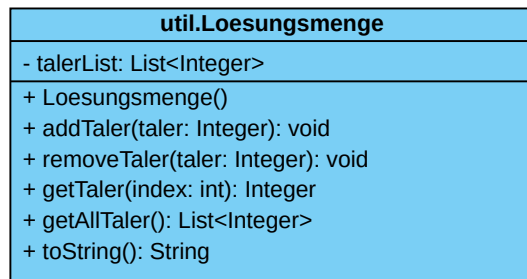 util.Loesungsmenge
- talerList: List<Integer>
+ Loesungsmenge()
+ addTaler(taler: Integer): void
+ removeTaler(taler: Integer): void
+ getTaler(index: int): Integer
+ getAllTaler(): List<Integer>
+ toString(): String